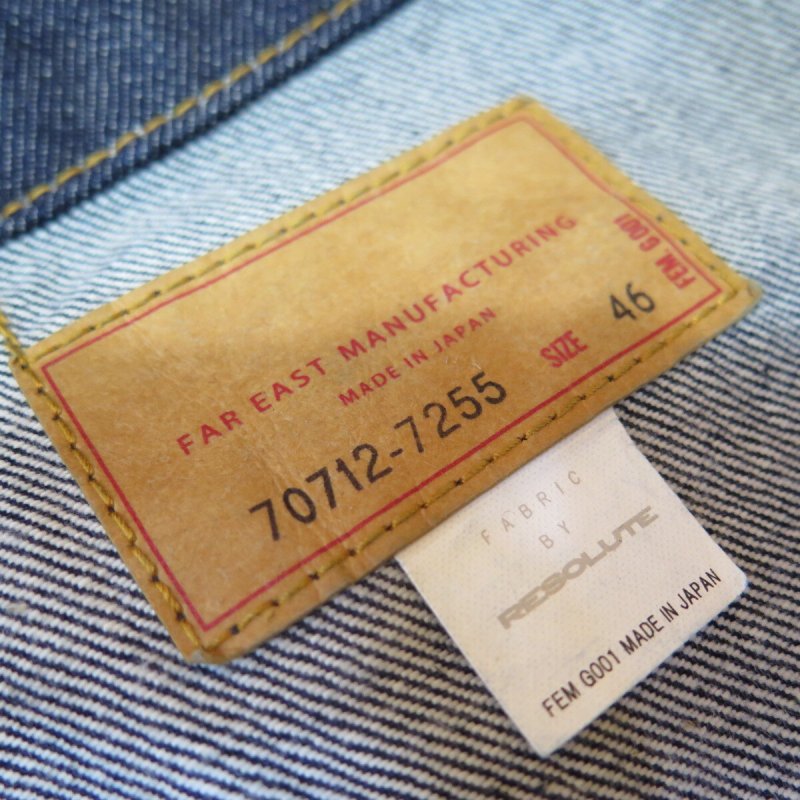 FAR EAST MANUFACTURING
MADE IN JAPAN
70712-7255
SIZE 46
FEM. G 001
FABRIC
BY
RESOLUTE
FEM G001 MADE IN JAPAN